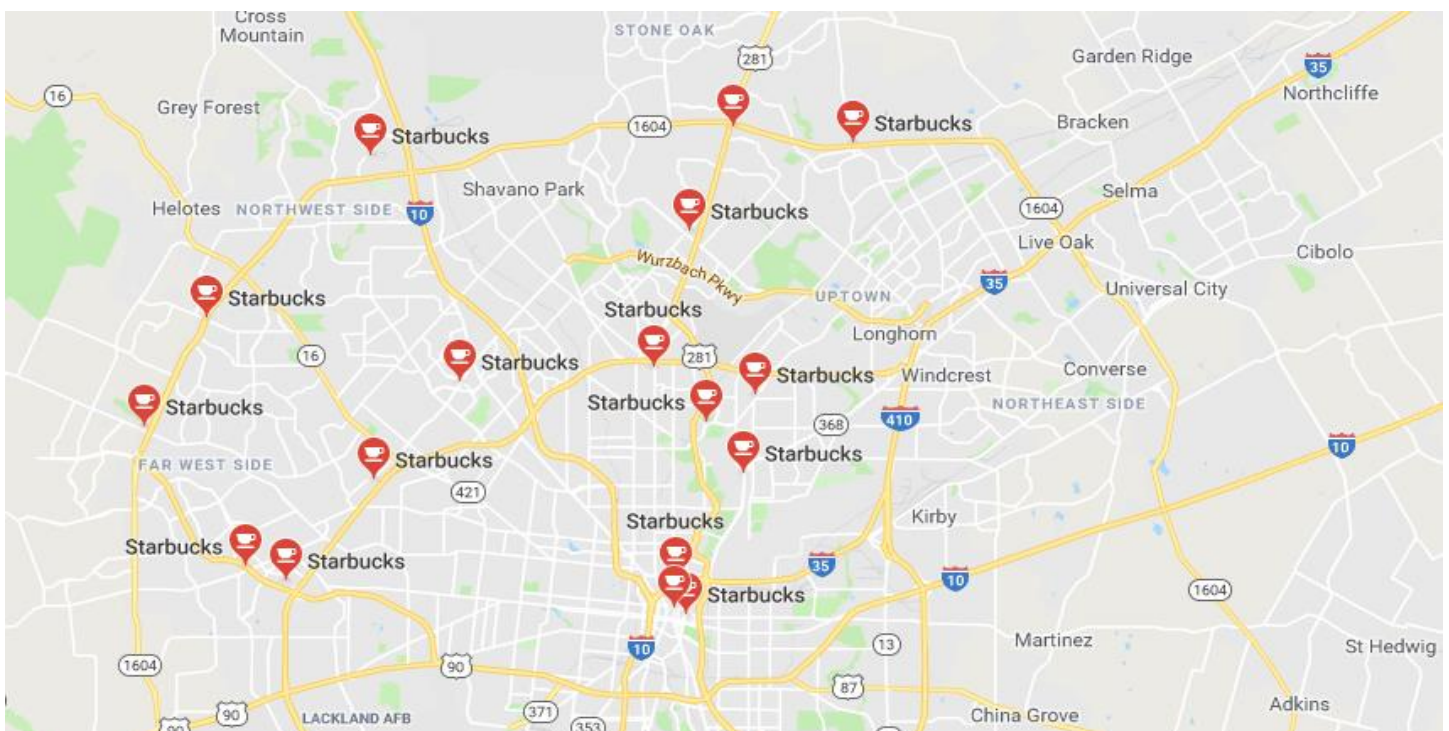 Cross
Mountain
STONE OAK
281
Garden Ridge
35
16
Grey Forest
Northcliffe
1604
Starbucks
Starbucks
Bracken
Shavano Park
Selma
Helotes
NORTHWEST SIDE
10
Starbucks
1604
Live Oak
Cibolo
Wurzbach Pkwy
35
Universal City
Starbucks
UPTOWN
Starbucks
Longhorn
16
Starbucks
281
Starbucks
Windcrest
Converse
Starbucks
Starbucks
NORTHEAST SIDE
368
410
10
Starbucks
Starbucks
FAR WEST SIDE
421
Kirby
Starbucks
Starbucks
Starbucks
35
10
Starbucks
1604
13
Martinez
St Hedwig
10
1604
90
87
Adkins
90
LACKLAND AFB
371
China Grove
353
90